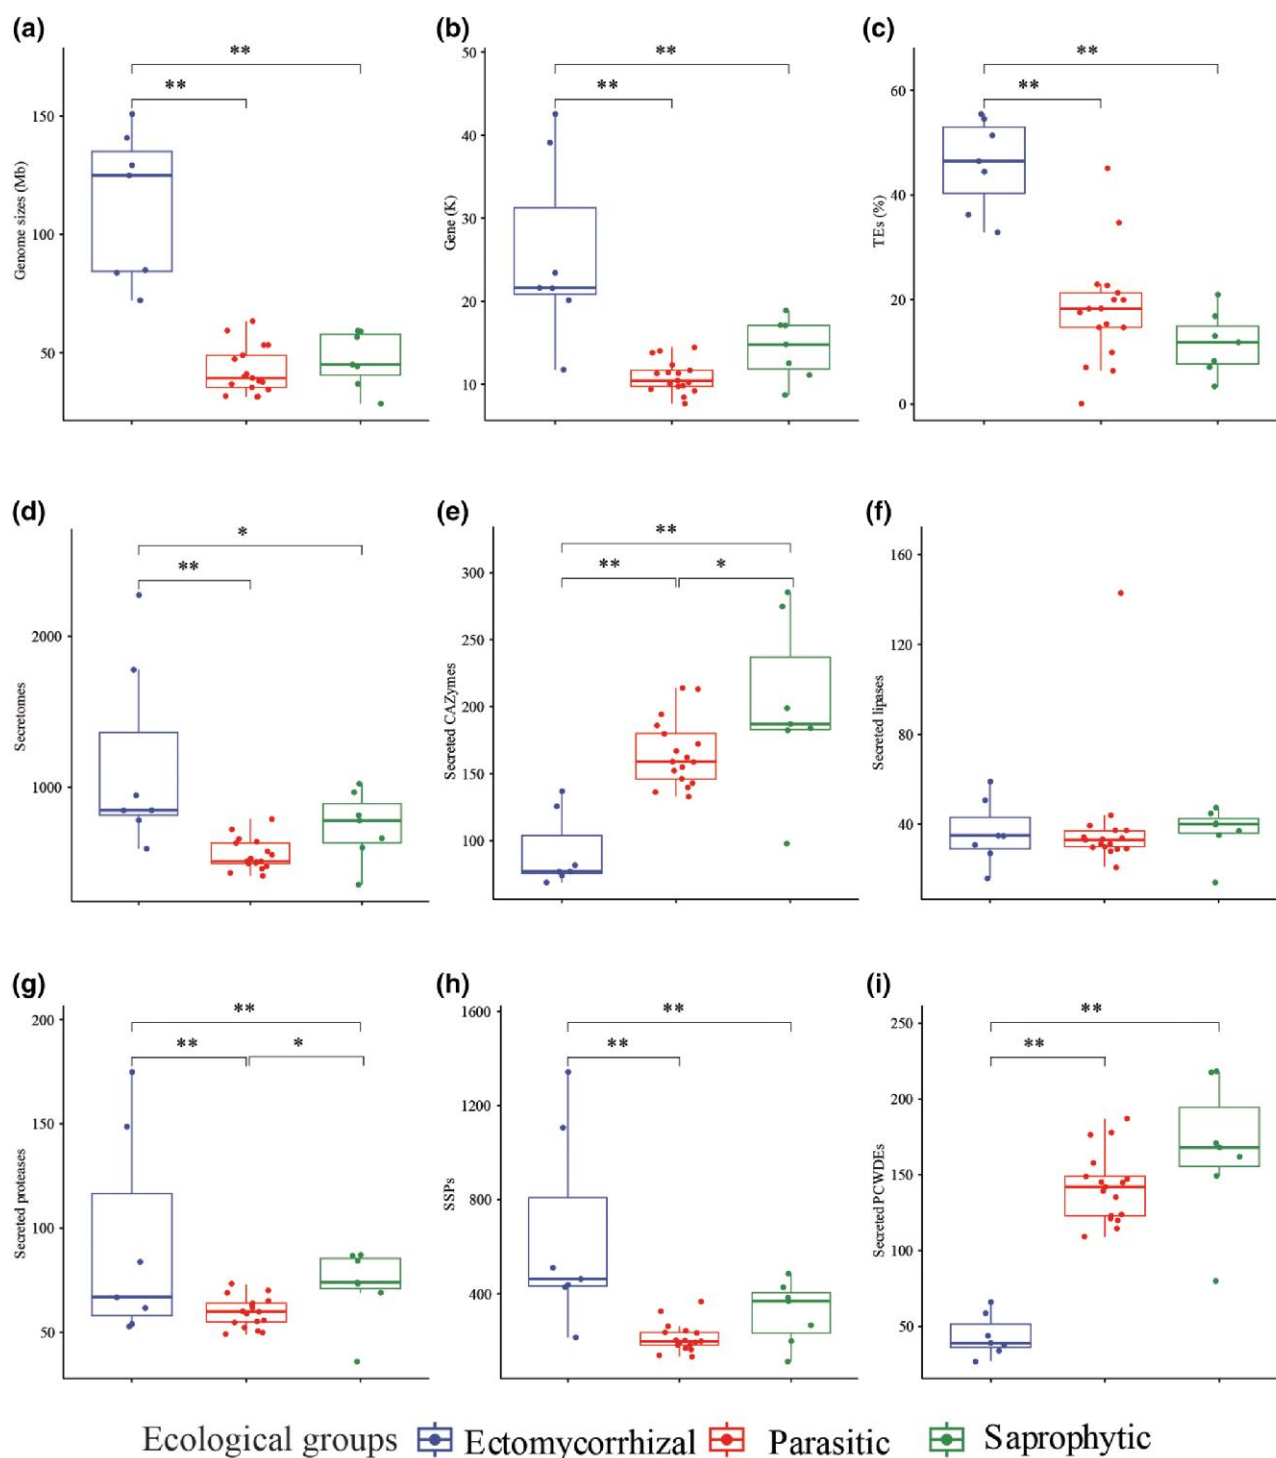 (a)
**
**
150
100
50
Genome sizes (Mb)
(b)
**
**
50
40
30
20
10
Gene (K)
(c)
**
**
60
40
20
0
TEs (%)
(d)
*
**
2000
1000
Secretomes
(e)
**
**
*
300
250
200
150
100
Secreted CAZymes
(f)
160
120
80
40
Secreted lipases
(g)
**
**
*
200
150
100
50
Secreted proteases
(h)
**
**
1600
1200
800
400
SSPs
(i)
**
**
250
200
150
100
50
Secreted PCWDEs
Ecological groups Ectomycorrhizal Parasitic Saprophytic